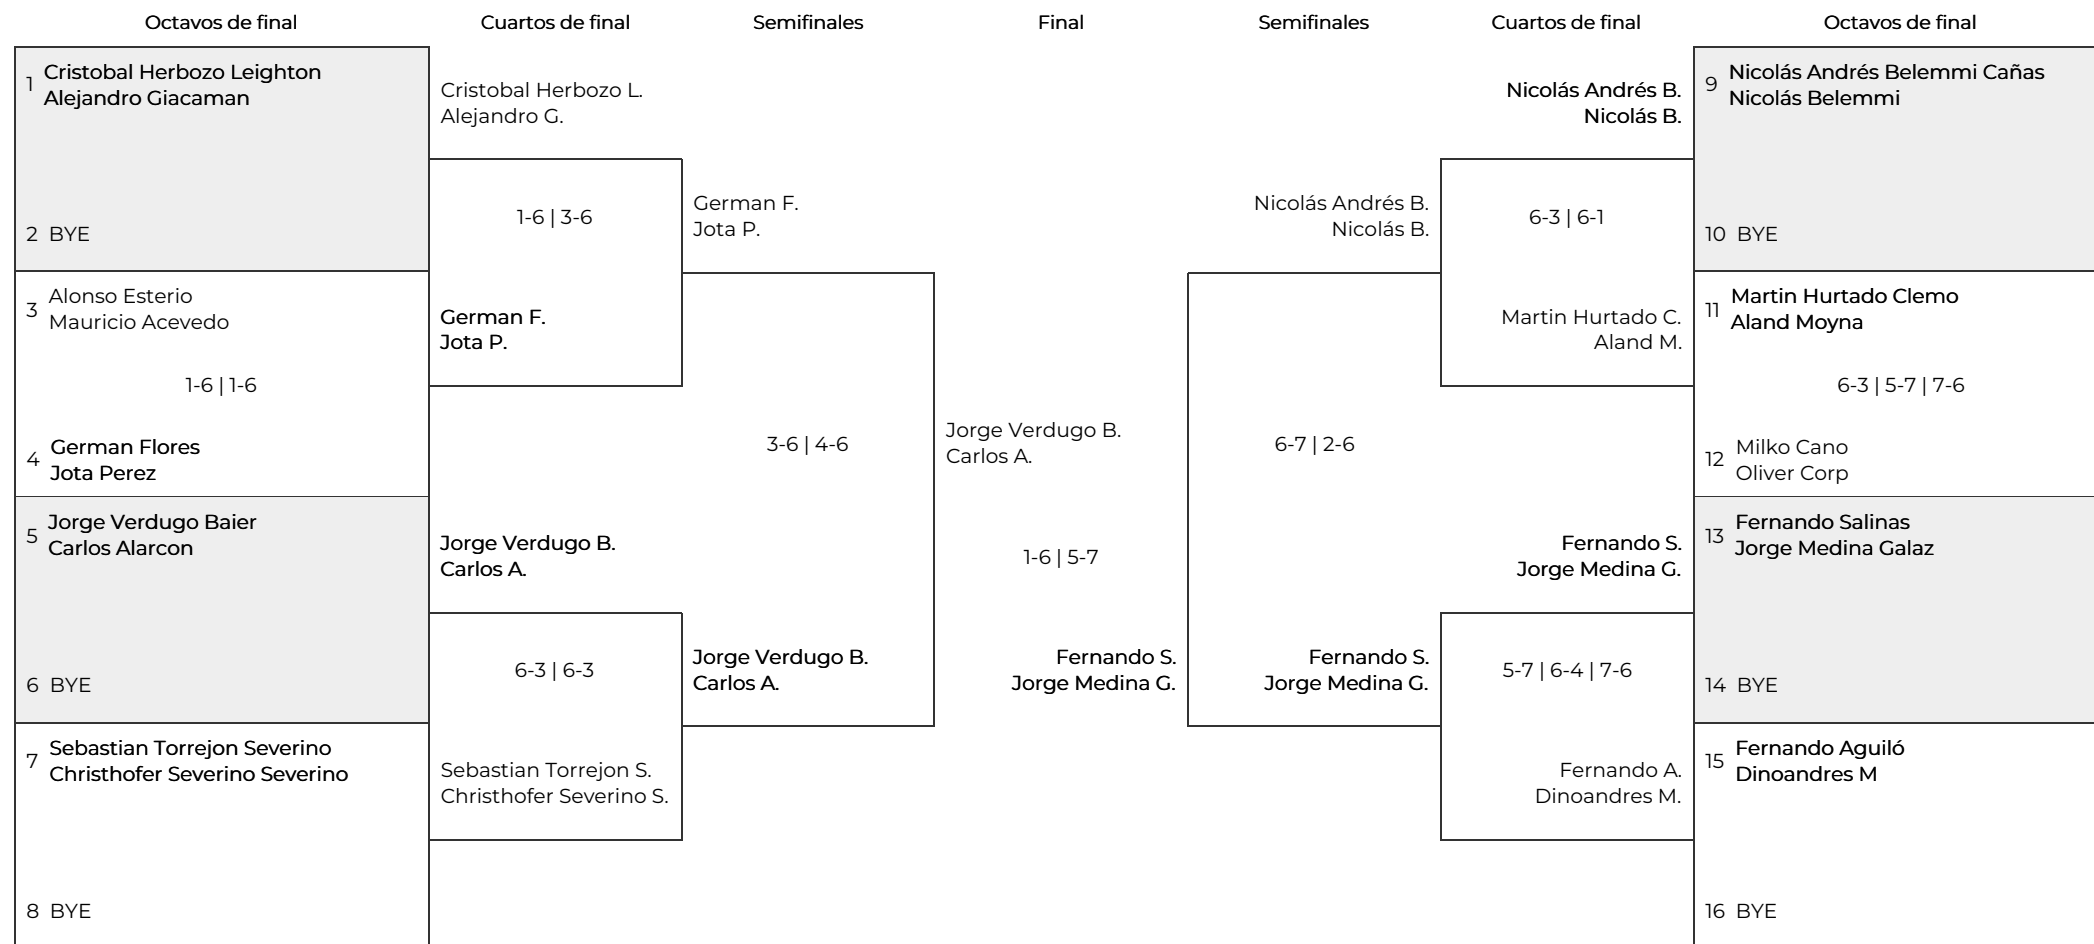 Octavos de final
Cuartos de final
Semifinales
Final
Semifinales
Cuartos de final
Octavos de final
1
Cristobal Herbozo Leighton
Alejandro Giacaman
2 BYE
3
Alonso Esterio
Mauricio Acevedo
1-6 | 1-6
4
German Flores
Jota Perez
5
Jorge Verdugo Baier
Carlos Alarcon
6 BYE
7
Sebastian Torrejon Severino
Christhofer Severino Severino
8 BYE
Cristobal Herbozo L.
Alejandro G.
1-6 | 3-6
German F.
Jota P.
Jorge Verdugo B.
Carlos A.
6-3 | 6-3
Sebastian Torrejon S.
Christhofer Severino S.
German F.
Jota P.
3-6 | 4-6
Jorge Verdugo B.
Carlos A.
Jorge Verdugo B.
Carlos A.
1-6 | 5-7
Fernando S.
Jorge Medina G.
Nicolás Andrés B.
Nicolás B.
6-7 | 2-6
Fernando S.
Jorge Medina G.
Nicolás Andrés B.
Nicolás B.
6-3 | 6-1
Martin Hurtado C.
Aland M.
Fernando S.
Jorge Medina G.
5-7 | 6-4 | 7-6
Fernando A.
Dinoandres M.
9
Nicolás Andrés Belemmi Cañas
Nicolás Belemmi
10 BYE
11
Martin Hurtado Clemo
Aland Moyna
6-3 | 5-7 | 7-6
12
Milko Cano
Oliver Corp
13
Fernando Salinas
Jorge Medina Galaz
14 BYE
15
Fernando Aguiló
Dinoandres M
16 BYE